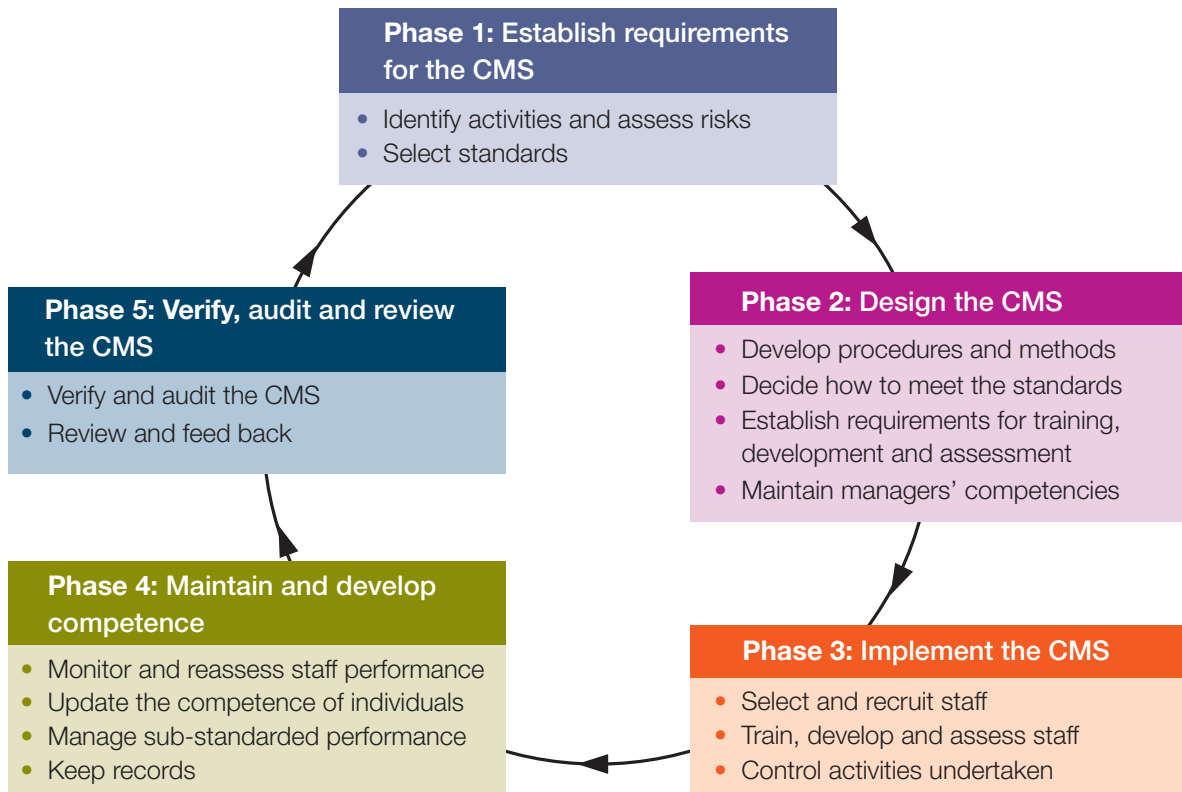 Phase 1: Establish requirements
for the CMS
• Identify activities and assess risks
• Select standards
Phase 2: Design the CMS
• Develop procedures and methods
• Decide how to meet the standards
• Establish requirements for training,
development and assessment
• Maintain managers’ competencies
Phase 3: Implement the CMS
• Select and recruit staff
• Train, develop and assess staff
• Control activities undertaken
Phase 4: Maintain and develop
competence
• Monitor and reassess staff performance
• Update the competence of individuals
• Manage sub-standarded performance
• Keep records
Phase 5: Verify, audit and review
the CMS
• Verify and audit the CMS
• Review and feed back